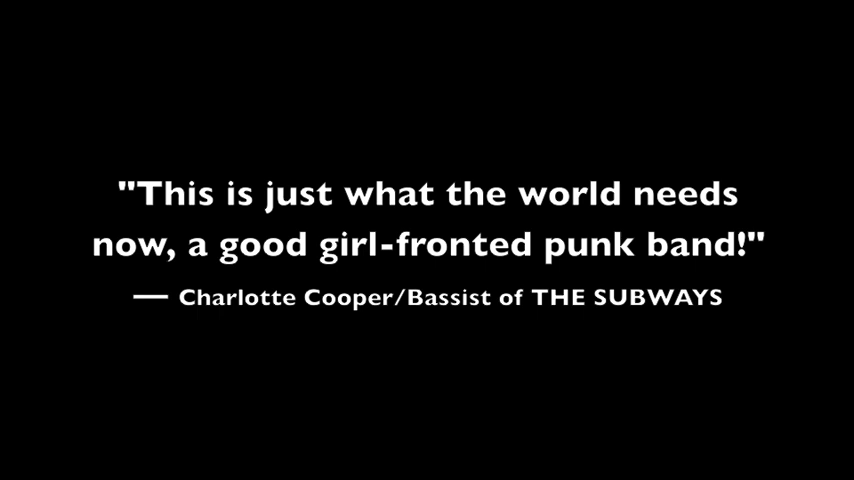 "This is just what the world needs
now, a good girl-fronted punk band!"
— Charlotte Cooper/Bassist of THE SUBWAYS